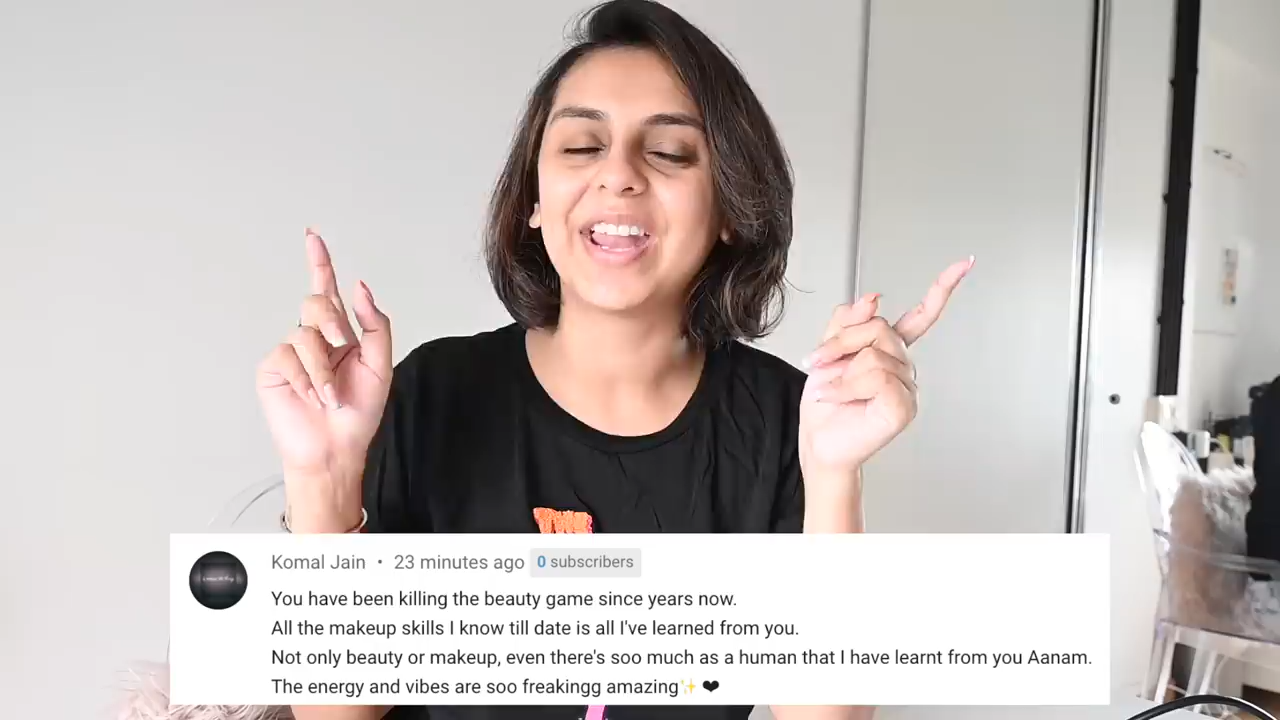 Komal Jain • 23 minutes ago 0 subscribers
You have been killing the beauty game since years now.
All the makeup skills I know till date is all I've learned from you.
Not only beauty or makeup, even there's soo much as a human that I have learnt from you Aanam.
The energy and vibes are soo freakingg amazing✨ ❤